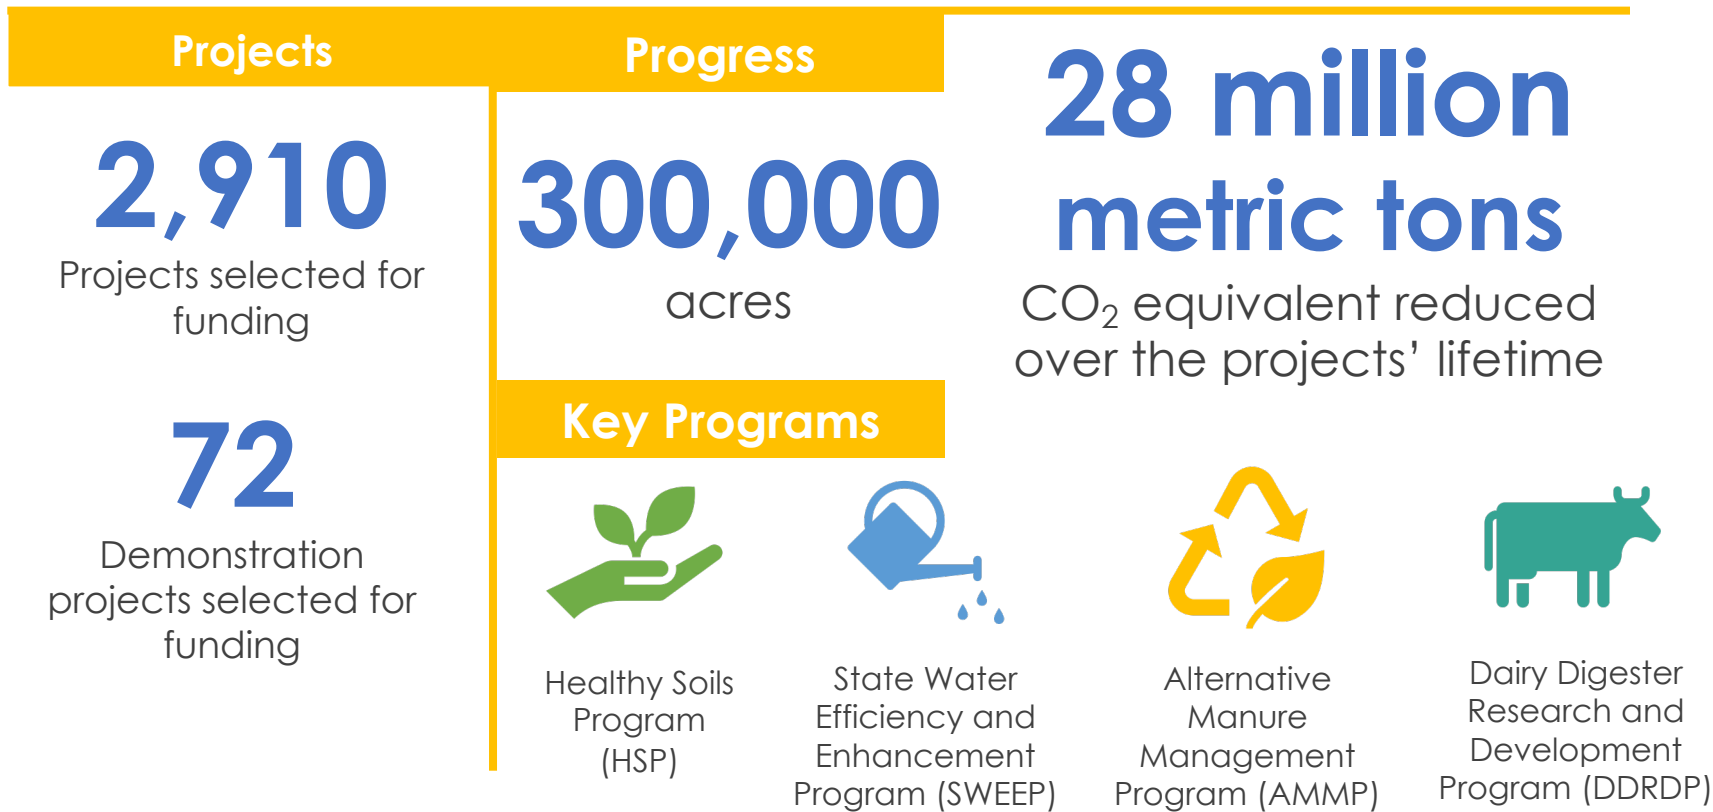 Projects
2,910
Projects selected for
funding
72
Demonstration
projects selected for
funding
Progress
300,000
acres
28 million
metric tons
CO₂ equivalent reduced
over the projects’ lifetime
Key Programs
Healthy Soils
Program
(HSP)
State Water
Efficiency and
Enhancement
Program (SWEEP)
Alternative
Manure
Management
Program (AMMP)
Dairy Digester
Research and
Development
Program (DDRDP)